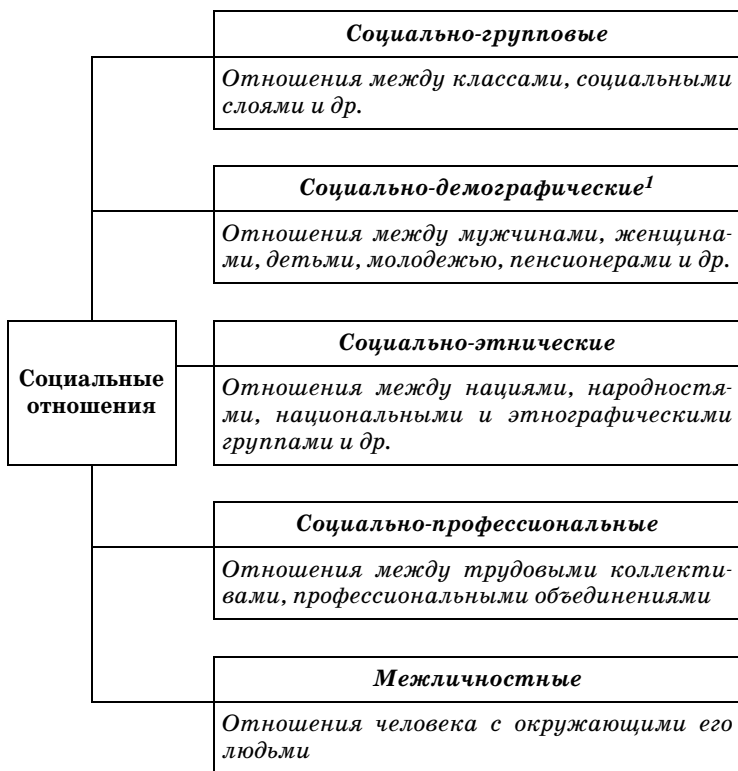 Социально-групповые
Отношения между классами, социальными
слоями и др.
Социально-демографические¹
Отношения между мужчинами, женщина-
ми, детьми, молодежью, пенсионерами и др.
Социальные
отношения
Социально-этнические
Отношения между нациями, народностя-
ми, национальными и этнографическими
группами и др.
Социально-профессиональные
Отношения между трудовыми коллекти-
вами, профессиональными объединениями
Межличностные
Отношения человека с окружающими его
людьми